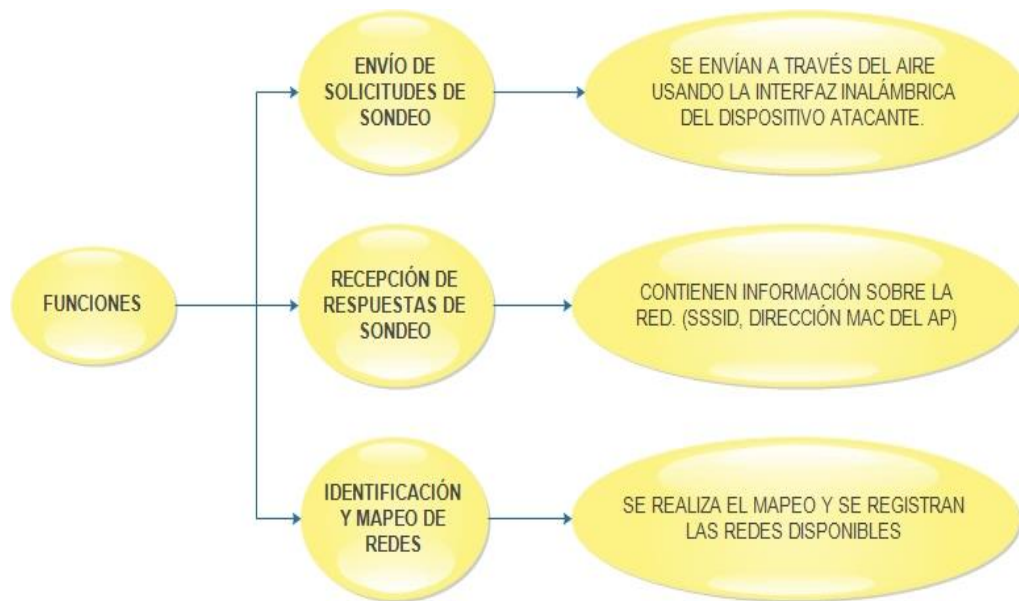 ENVÍO DE
SOLICITUDES DE
SONDEO
SE ENVÍAN A TRAVÉS DEL AIRE
USANDO LA INTERFAZ INALÁMBRICA
DEL DISPOSITIVO ATACANTE.
FUNCIONES
RECEPCIÓN DE
RESPUESTAS DE
SONDEO
CONTIENEN INFORMACIÓN SOBRE LA
RED. (SSSID, DIRECCIÓN MAC DEL AP)
IDENTIFICACIÓN
Y MAPEO DE
REDES
SE REALIZA EL MAPEO Y SE REGISTRAN
LAS REDES DISPONIBLES